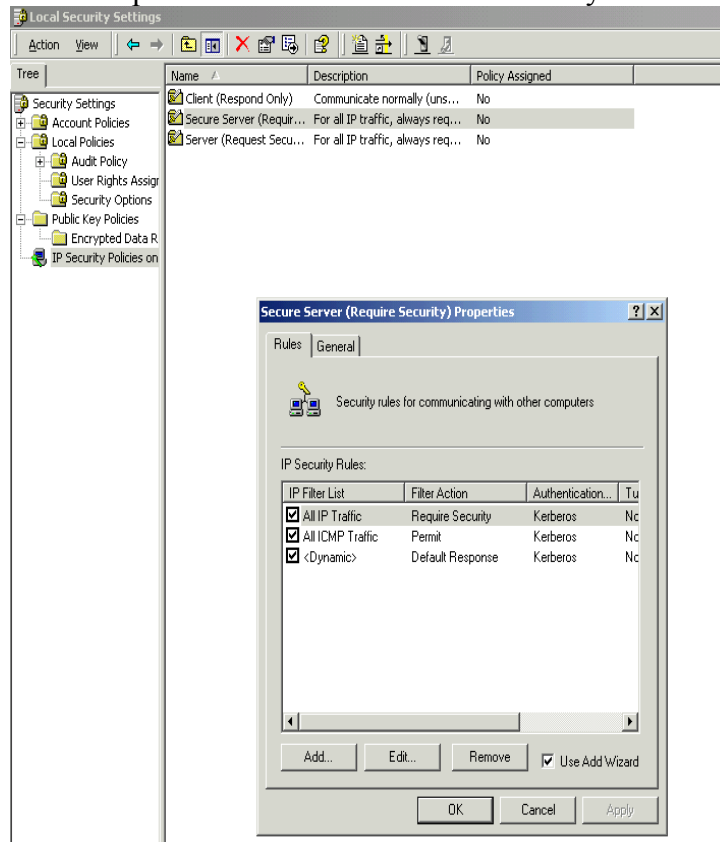 Local Security Settings
Action View
Tree
Name Description Policy Assigned
Security Settings
Account Policies
Local Policies
Audit Policy
User Rights Assigr
Security Options
Public Key Policies
Encrypted Data R
IP Security Policies on
Client (Respond Only) Communicate normally (uns... No
Secure Server (Requir... For all IP traffic, always req... No
Server (Request Secu... For all IP traffic, always req... No
Secure Server (Require Security) Properties
Rules General
Security rules for communicating with other computers
IP Security Rules:
IP Filter List Filter Action Authentication... Tu
All IP Traffic Require Security Kerberos Nc
All ICMP Traffic Permit Kerberos Nc
<Dynamic> Default Response Kerberos Nc
Add... Edit... Remove Use Add Wizard
OK Cancel Apply